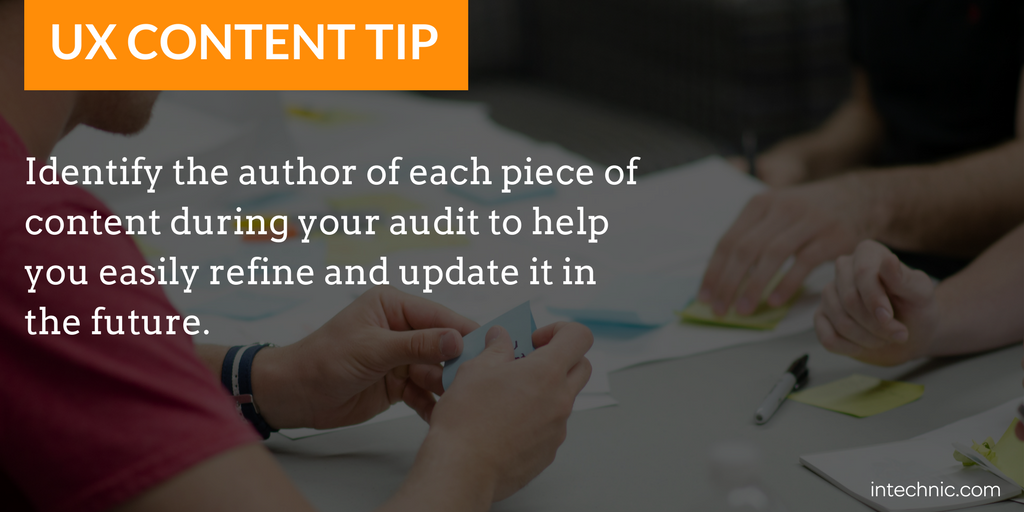 UX CONTENT TIP
Identify the author of each piece of
content during your audit to help
you easily refine and update it in
the future.
intechnic.com